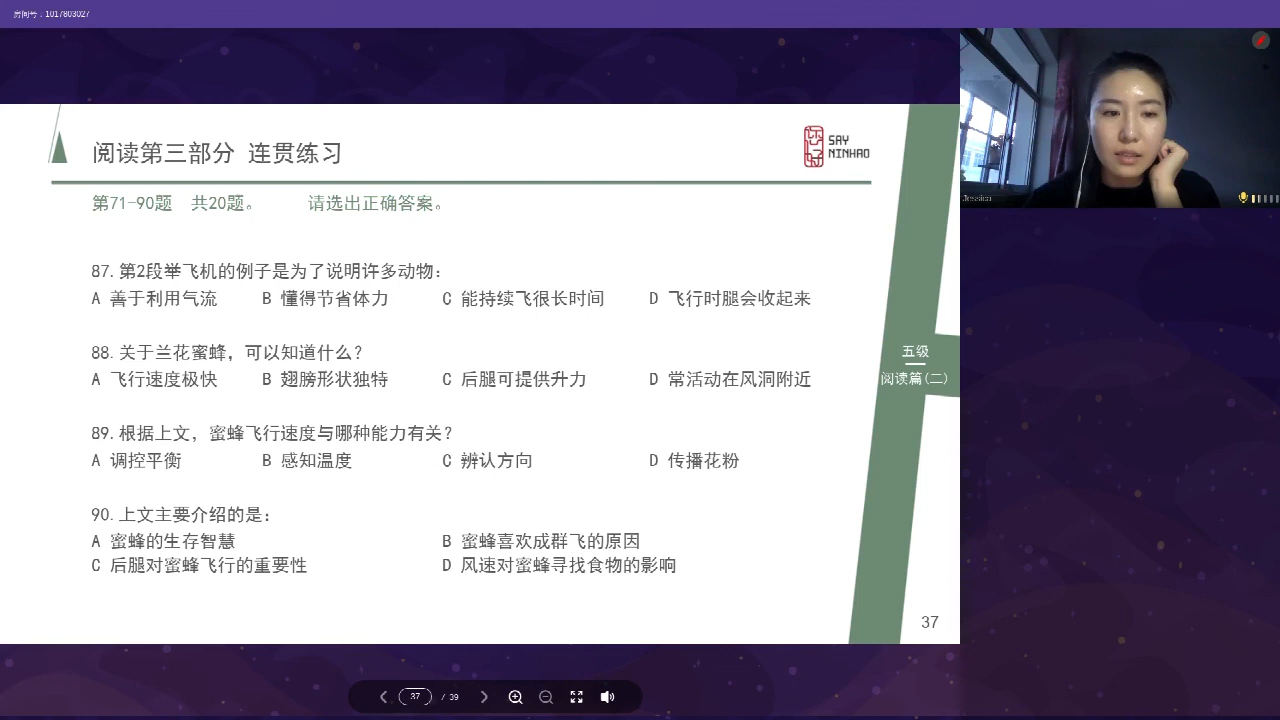 房间号：1017803027
阅读第三部分 连贯练习
SAY
NINHAO
第71-90题 共20题。 请选出正确答案。
87.第2段举飞机的例子是为了说明许多动物：
A 善于利用气流 B 懂得节省体力 C 能持续飞很长时间 D 飞行时腿会收起来
88.关于兰花蜜蜂，可以知道什么？
A 飞行速度极快 B 翅膀形状独特 C 后腿可提供升力 D 常活动在风洞附近
89.根据上文，蜜蜂飞行速度与哪种能力有关？
A 调控平衡 B 感知温度 C 辨认方向 D 传播花粉
90.上文主要介绍的是：
A 蜜蜂的生存智慧 B 蜜蜂喜欢成群飞的原因
C 后腿对蜜蜂飞行的重要性 D 风速对蜜蜂寻找食物的影响
五级
阅读篇(二)
37
Jessica
37 / 39